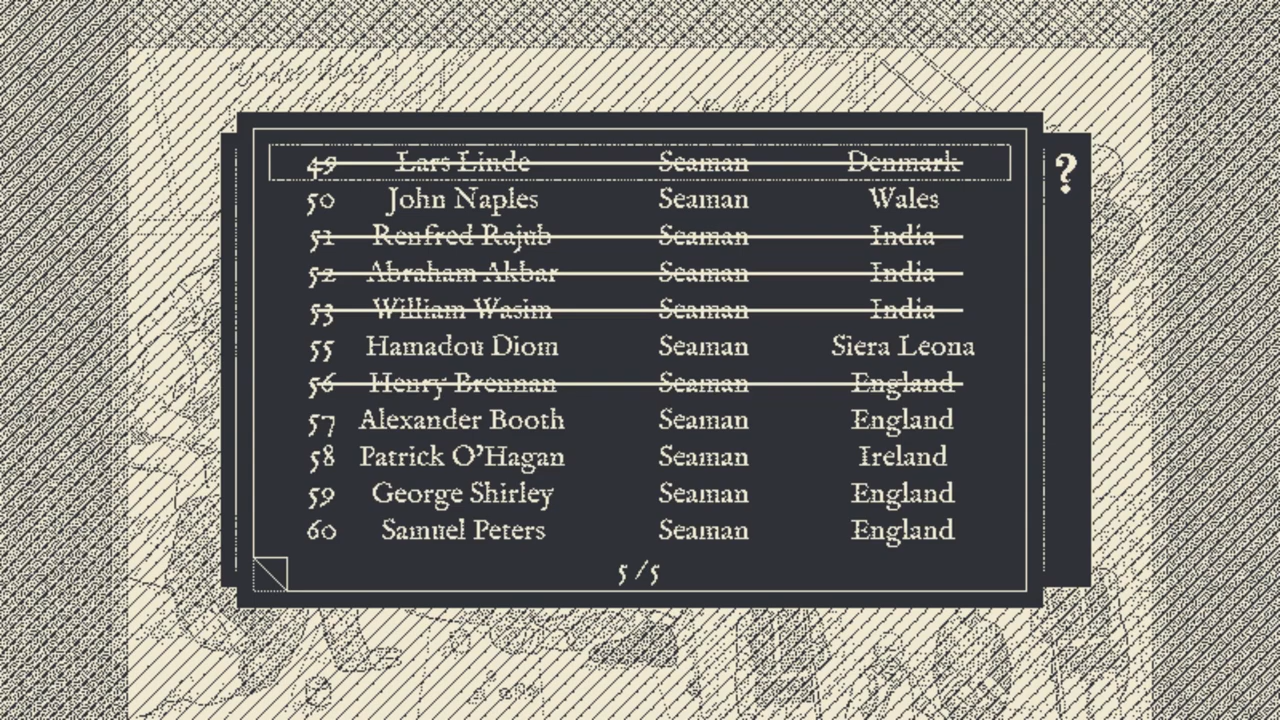 49 Lars Linde Seaman Denmark
?
50 John Naples Seaman Wales
51 Renfred Rajub Seaman India
52 Abraham Akbar Seaman India
53 William Wasim Seaman India
55 Hamadou Diom Seaman Siera Leona
56 Henry Brennan Seaman England
57 Alexander Booth Seaman England
58 Patrick O'Hagan Seaman Ireland
59 George Shirley Seaman England
60 Samuel Peters Seaman England
5/5